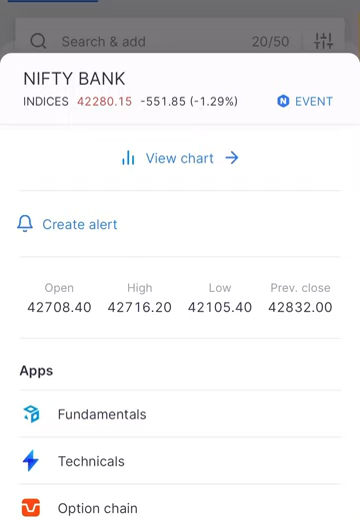 Search & add 20/50
NIFTY BANK
INDICES 42280.15 -551.85 (-1.29%) N EVENT
View chart →
Create alert
Open High Low Prev. close
42708.40 42716.20 42105.40 42832.00
Apps
Fundamentals
Technicals
Option chain